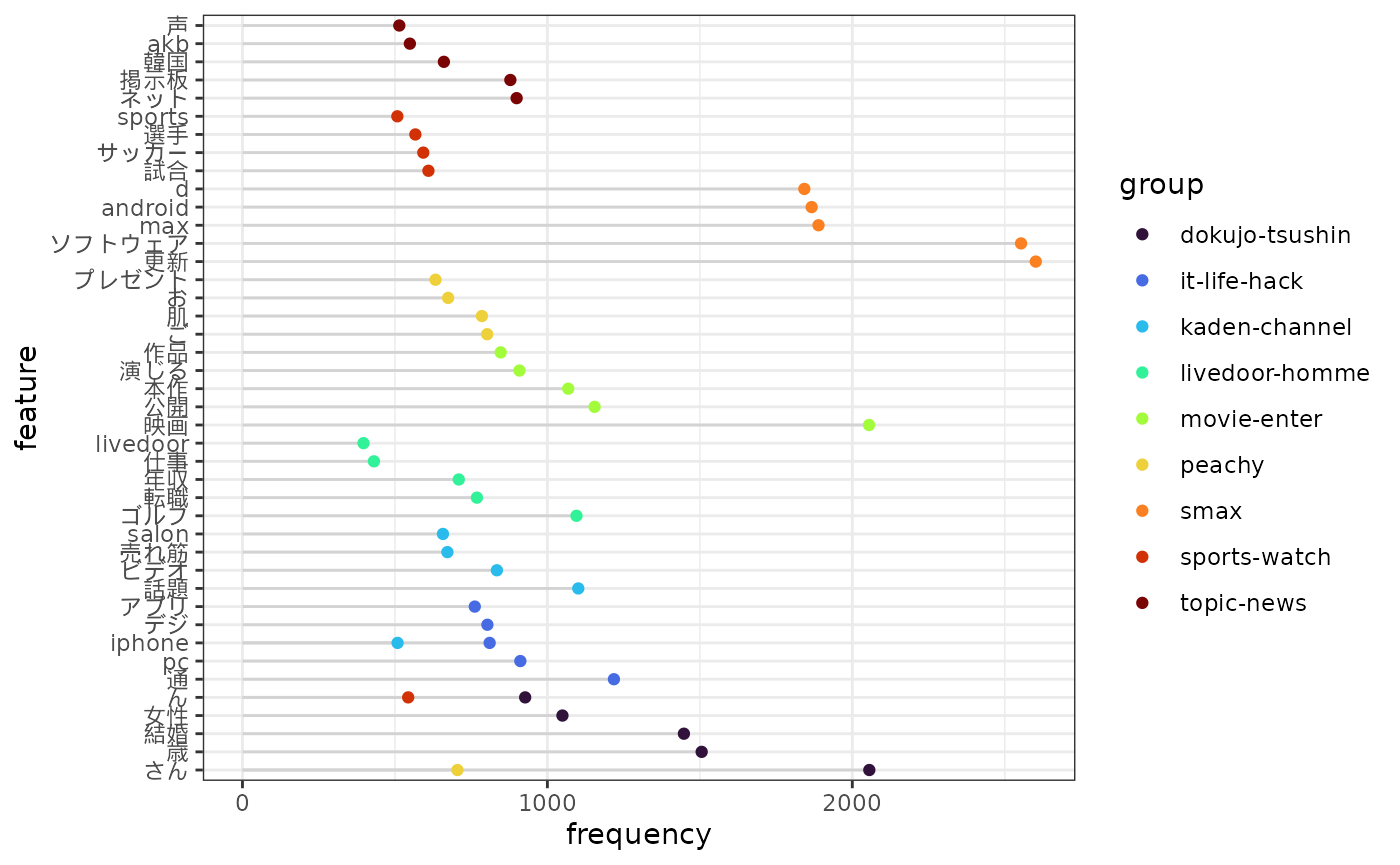 feature
声
akb
韓国
掲示板
ネット
sports
選手
サッカー
試合
d
android
max
ソフトウェア
更新
プレゼント
お
肌
ご
作品
演じる
本作
公開
映画
livedoor
仕事
年収
転職
ゴルフ
salon
売れ筋
ビデオ
話題
アプリ
デジ
iphone
pc
通
ん
女性
結婚
歳
さん
0 1000 2000
frequency
group
dokujo-tsushin
it-life-hack
kaden-channel
livedoor-homme
movie-enter
peachy
smax
sports-watch
topic-news